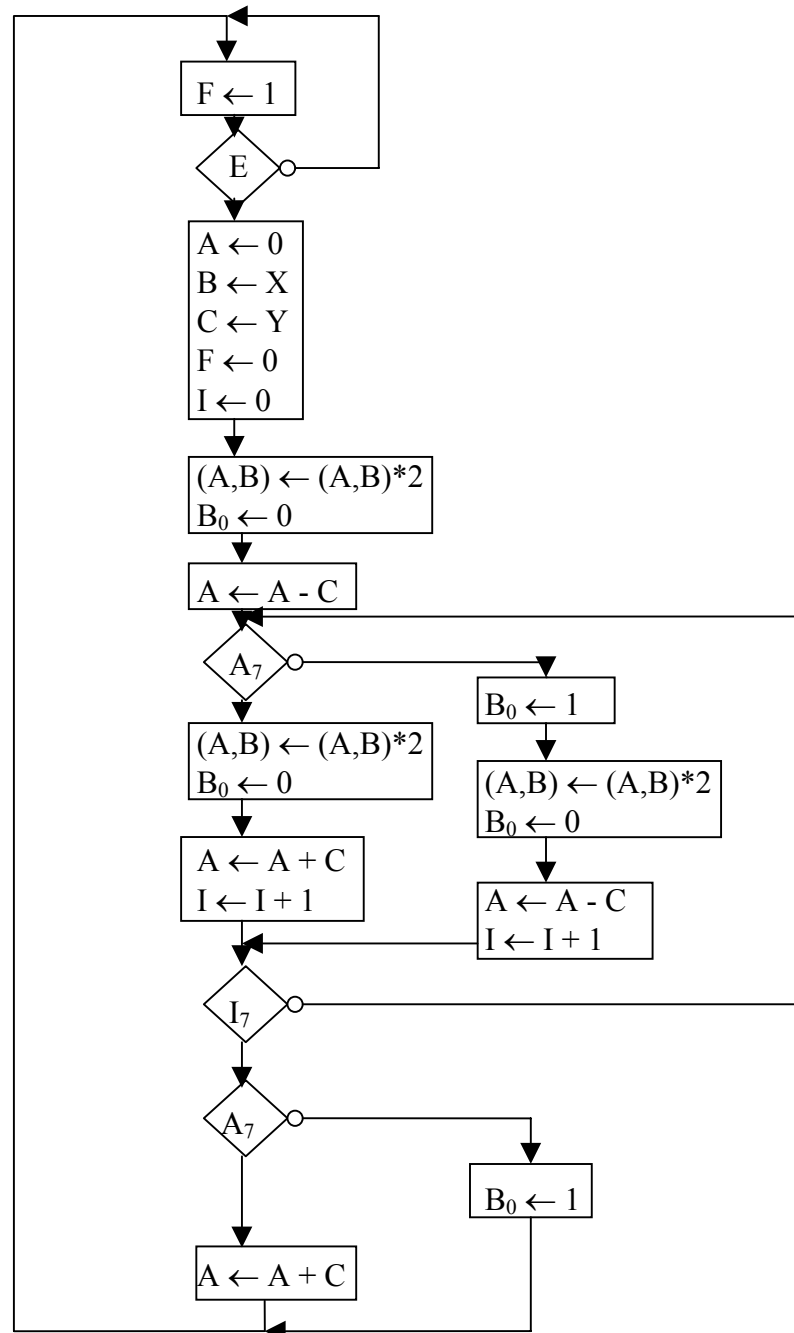 F ← 1
E
A ← 0
B ← X
C ← Y
F ← 0
I ← 0
(A,B) ← (A,B)*2
B₀ ← 0
A ← A - C
A₇
B₀ ← 1
(A,B) ← (A,B)*2
B₀ ← 0
(A,B) ← (A,B)*2
B₀ ← 0
A ← A + C
I ← I + 1
A ← A - C
I ← I + 1
I₇
A₇
B₀ ← 1
A ← A + C